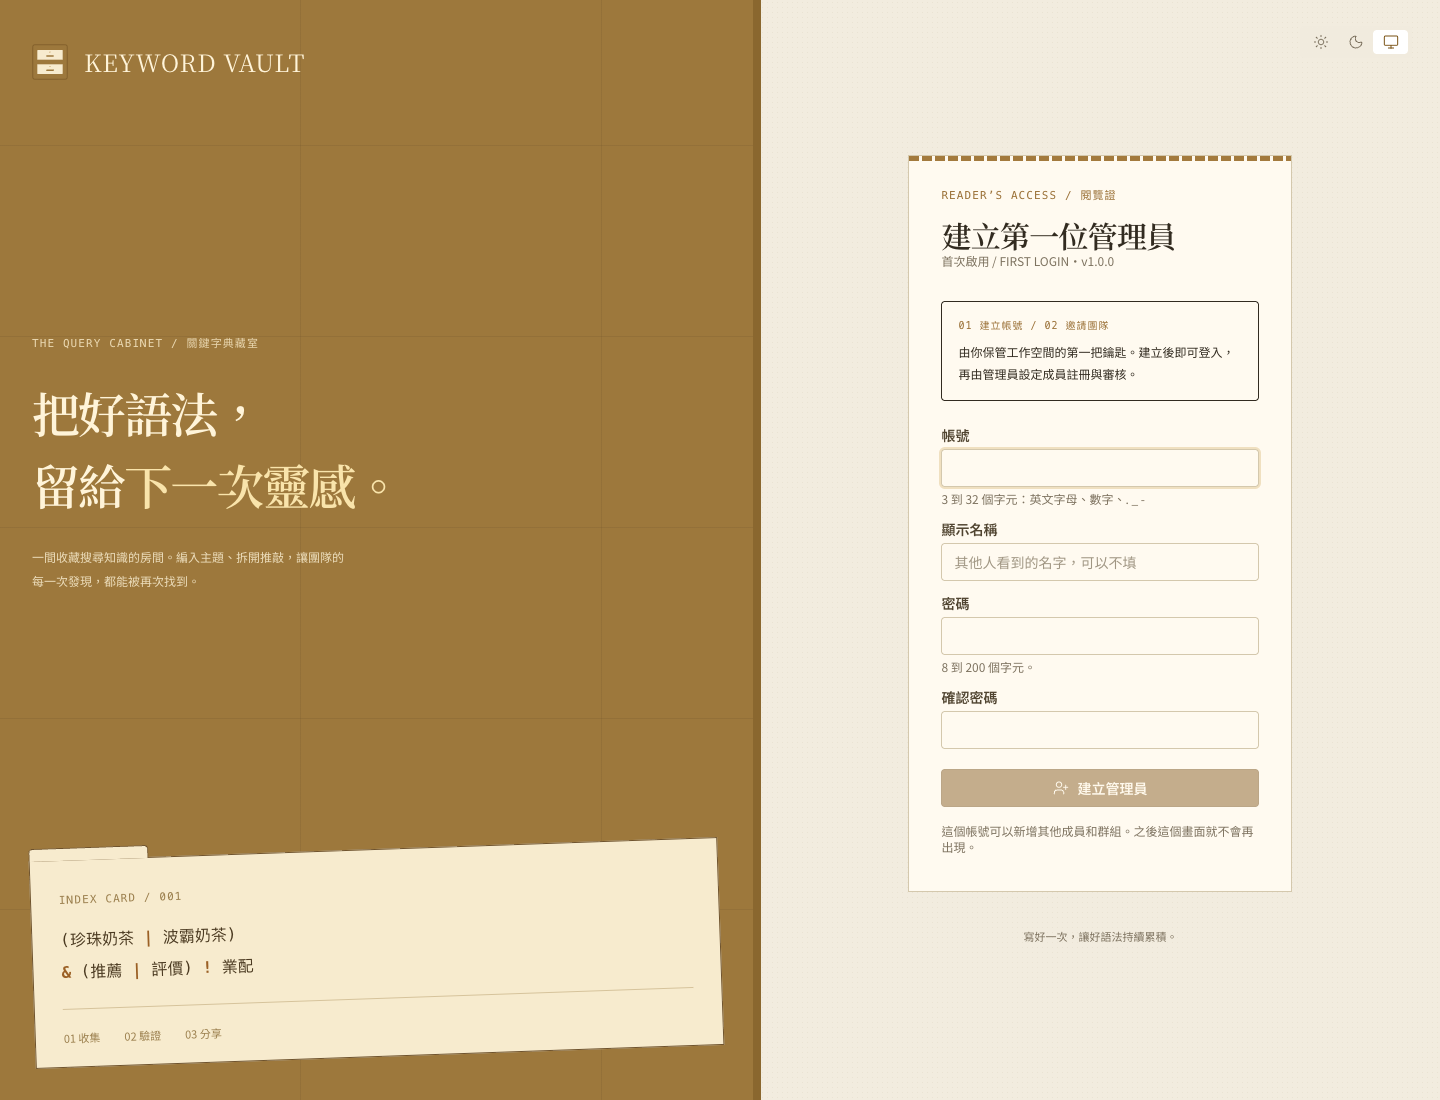 KEYWORD VAULT
THE QUERY CABINET / 關鍵字典藏室
把好語法，
留給下一次靈感。
一間收藏搜尋知識的房間。編入主題、拆開推敲，讓團隊的
每一次發現，都能被再次找到。
INDEX CARD / 001
(珍珠奶茶 | 波霸奶茶)
& (推薦 | 評價) ! 業配
01 收集 02 驗證 03 分享
READER’S ACCESS / 閱覽證
建立第一位管理員
首次啟用 / FIRST LOGIN・v1.0.0
01 建立帳號 / 02 邀請團隊
由你保管工作空間的第一把鑰匙。建立後即可登入，
再由管理員設定成員註冊與審核。
帳號
3 到 32 個字元：英文字母、數字、. _ -
顯示名稱
其他人看到的名字，可以不填
密碼
8 到 200 個字元。
確認密碼
建立管理員
這個帳號可以新增其他成員和群組。之後這個畫面就不會再
出現。
寫好一次，讓好語法持續累積。